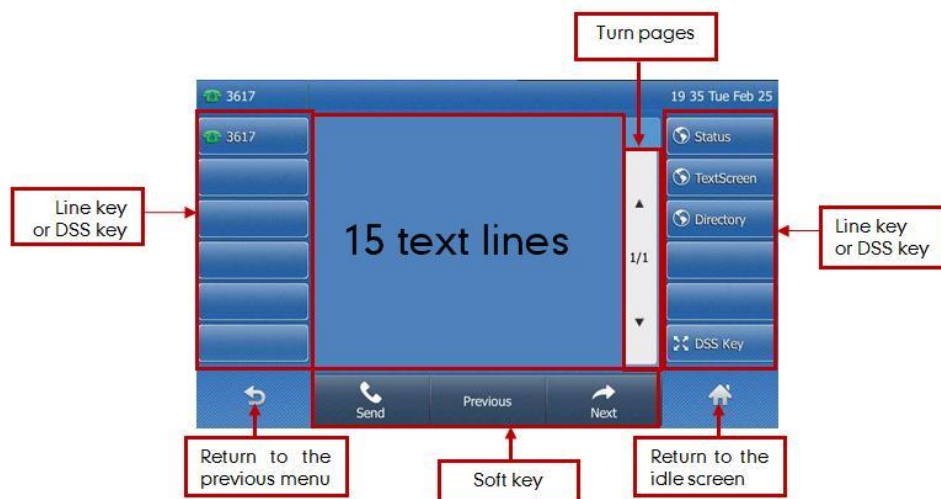 Turn pages
3617
19 35 Tue Feb 25
3617
Status
TextScreen
Directory
Line key
or DSS key
15 text lines
1/1
Line key
or DSS key
DSS Key
Send
Previous
Next
Return to the
previous menu
Soft key
Return to the
idle screen